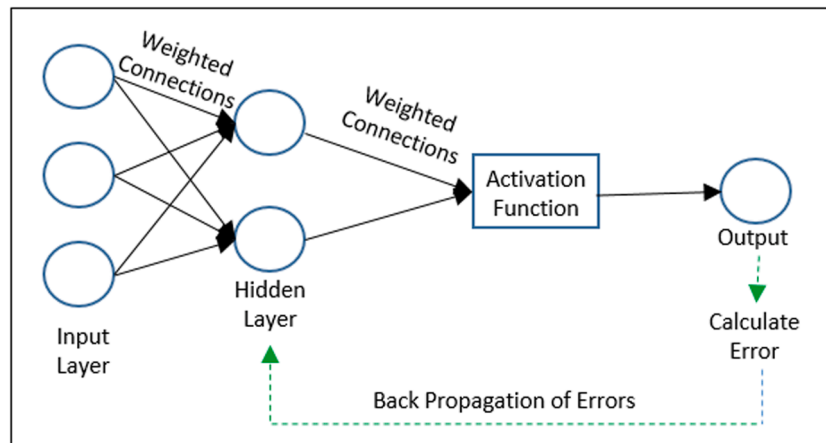 Weighted
Connections
Weighted
Connections
Activation
Function
Output
Hidden
Layer
Input
Layer
Calculate
Error
Back Propagation of Errors